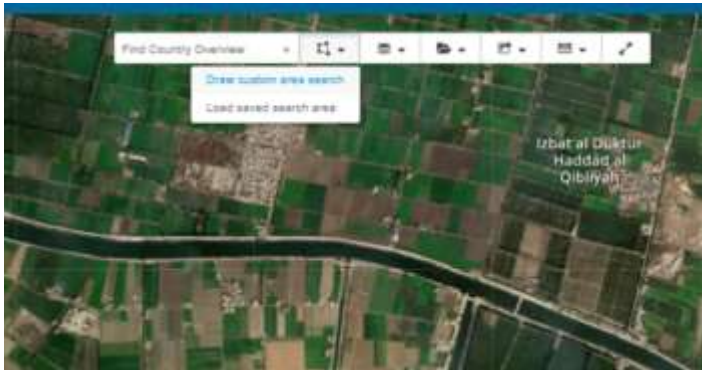 Find Country Overview
Draw custom area search
Load saved search area
Izbat al Duktur
Haddad al
Qibliyah